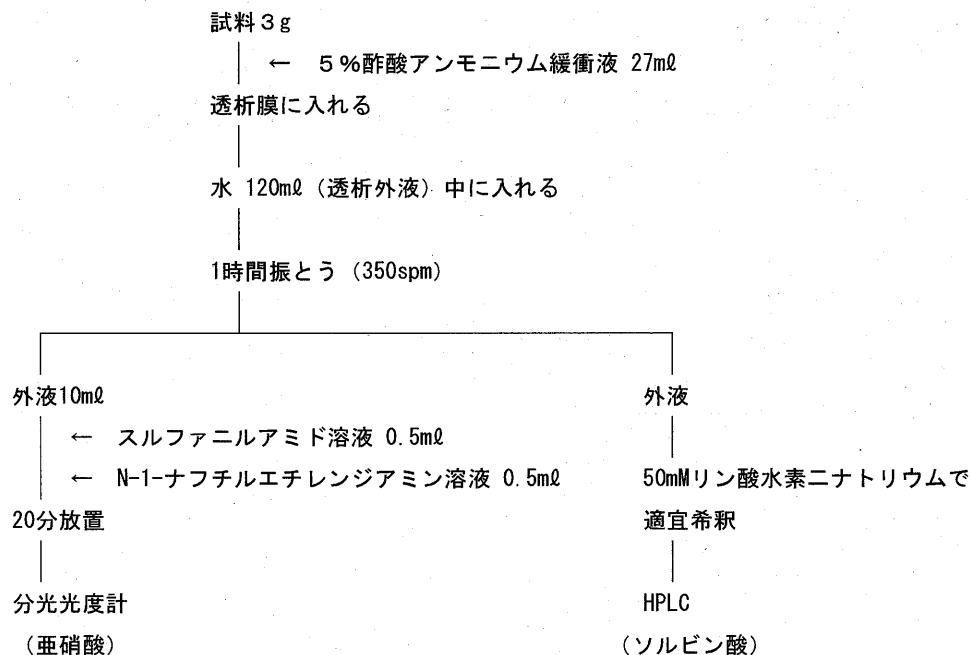 試料3g
← 5%酢酸アンモニウム緩衝液 27mℓ
透析膜に入れる
水 120mℓ(透析外液)中に入れる
1時間振とう(350spm)
外液10mℓ
← スルファニルアミド溶液 0.5mℓ
← N-1-ナフチルエチレンジアミン溶液 0.5mℓ
20分放置
分光光度計
(亜硝酸)
外液
50mMリン酸水素二ナトリウムで
適宜希釈
HPLC
(ソルビン酸)